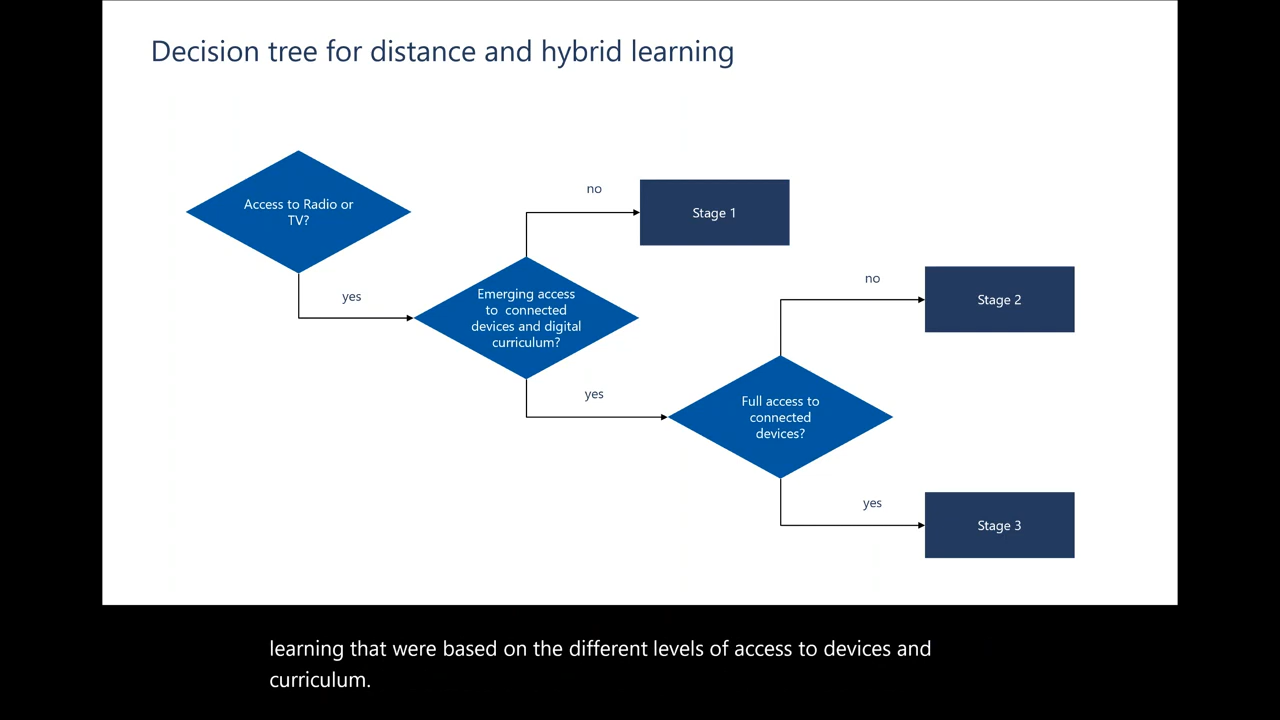 Decision tree for distance and hybrid learning
Access to Radio or
TV?
yes
Emerging access
to connected
devices and digital
curriculum?
no
Stage 1
yes
Full access to
connected
devices?
no
Stage 2
yes
Stage 3
learning that were based on the different levels of access to devices and
curriculum.